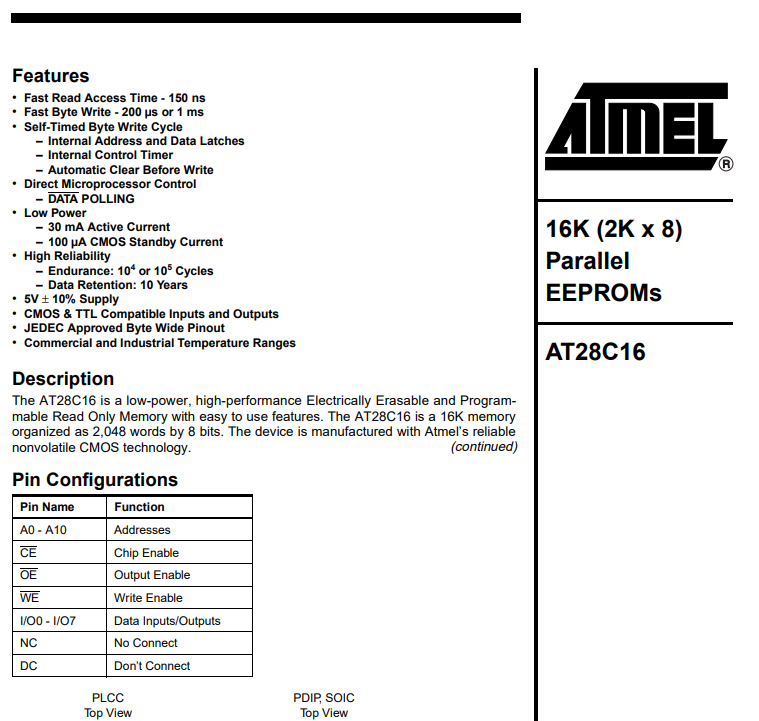 Features
• Fast Read Access Time - 150 ns
• Fast Byte Write - 200 µs or 1 ms
• Self-Timed Byte Write Cycle
– Internal Address and Data Latches
– Internal Control Timer
– Automatic Clear Before Write
• Direct Microprocessor Control
– D̅A̅T̅A̅ POLLING
• Low Power
– 30 mA Active Current
– 100 µA CMOS Standby Current
• High Reliability
– Endurance: 10⁴ or 10⁵ Cycles
– Data Retention: 10 Years
• 5V ± 10% Supply
• CMOS & TTL Compatible Inputs and Outputs
• JEDEC Approved Byte Wide Pinout
• Commercial and Industrial Temperature Ranges
Description
The AT28C16 is a low-power, high-performance Electrically Erasable and Program-
mable Read Only Memory with easy to use features. The AT28C16 is a 16K memory
organized as 2,048 words by 8 bits. The device is manufactured with Atmel's reliable
nonvolatile CMOS technology. (continued)
Pin Configurations
Pin Name Function
A0 - A10 Addresses
C̅E̅ Chip Enable
O̅E̅ Output Enable
W̅E̅ Write Enable
I/O0 - I/O7 Data Inputs/Outputs
NC No Connect
DC Don't Connect
PLCC
Top View
PDIP, SOIC
Top View
ATMEL ®
16K (2K x 8)
Parallel
EEPROMs
AT28C16